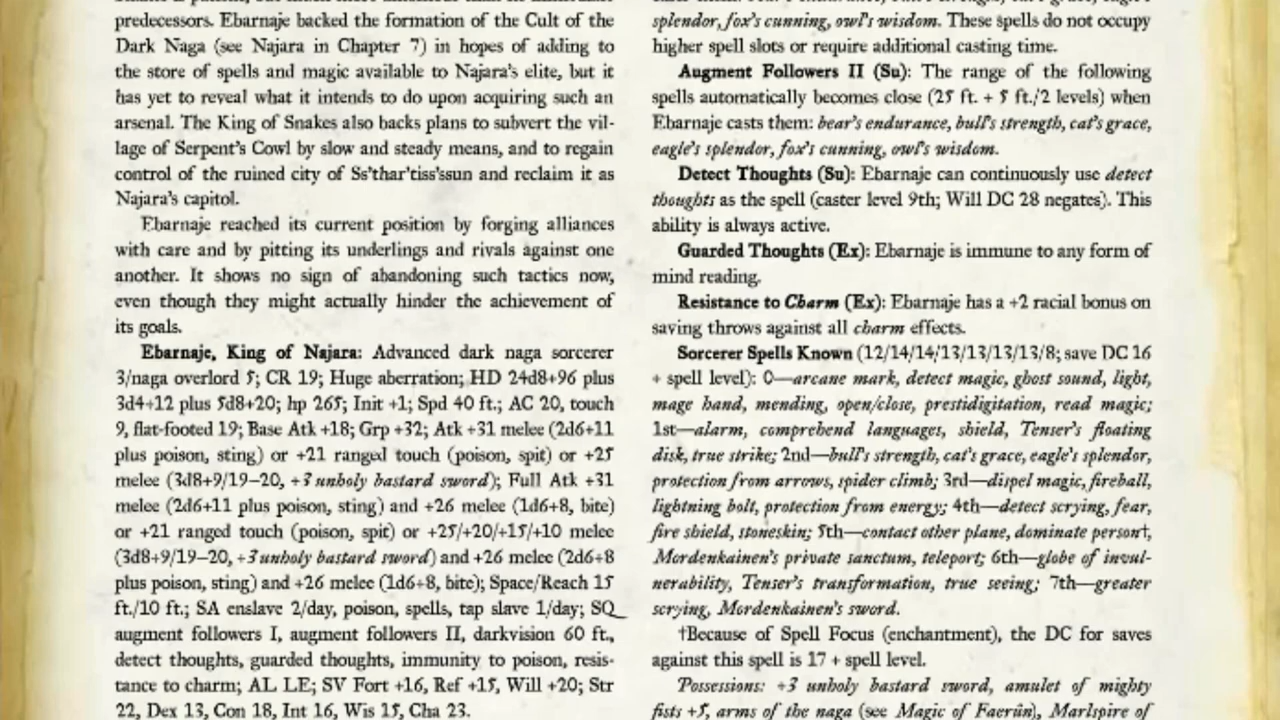 predecessors. Ebarnaje backed the formation of the Cult of the
Dark Naga (see Najara in Chapter 7) in hopes of adding to
the store of spells and magic available to Najara's elite, but it
has yet to reveal what it intends to do upon acquiring such an
arsenal. The King of Snakes also backs plans to subvert the vil-
lage of Serpent's Cowl by slow and steady means, and to regain
control of the ruined city of Ss'thar'tiss'ssun and reclaim it as
Najara's capitol.
Ebarnaje reached its current position by forging alliances
with care and by pitting its underlings and rivals against one
another. It shows no sign of abandoning such tactics now,
even though they might actually hinder the achievement of
its goals.
Ebarnaje, King of Najara: Advanced dark naga sorcerer
3/naga overlord 5; CR 19; Huge aberration; HD 24d8+96 plus
3d4+12 plus 5d8+20; hp 265; Init +1; Spd 40 ft.; AC 20, touch
9, flat-footed 19; Base Atk +18; Grp +32; Atk +31 melee (2d6+11
plus poison, sting) or +21 ranged touch (poison, spit) or +25
melee (3d8+9/19–20, +3 unholy bastard sword); Full Atk +31
melee (2d6+11 plus poison, sting) and +26 melee (1d6+8, bite)
or +21 ranged touch (poison, spit) or +25/+20/+15/+10 melee
(3d8+9/19–20, +3 unholy bastard sword) and +26 melee (2d6+8
plus poison, sting) and +26 melee (1d6+8, bite); Space/Reach 15
ft./10 ft.; SA enslave 2/day, poison, spells, tap slave 1/day; SQ
augment followers I, augment followers II, darkvision 60 ft.,
detect thoughts, guarded thoughts, immunity to poison, resis-
tance to charm; AL LE; SV Fort +16, Ref +15, Will +20; Str
22, Dex 13, Con 18, Int 16, Wis 15, Cha 23.
splendor, fox's cunning, owl's wisdom. These spells do not occupy
higher spell slots or require additional casting time.
Augment Followers II (Su): The range of the following
spells automatically becomes close (25 ft. + 5 ft./2 levels) when
Ebarnaje casts them: bear's endurance, bull's strength, cat's grace,
eagle's splendor, fox's cunning, owl's wisdom.
Detect Thoughts (Su): Ebarnaje can continuously use detect
thoughts as the spell (caster level 9th; Will DC 28 negates). This
ability is always active.
Guarded Thoughts (Ex): Ebarnaje is immune to any form of
mind reading.
Resistance to Charm (Ex): Ebarnaje has a +2 racial bonus on
saving throws against all charm effects.
Sorcerer Spells Known (12/14/14/13/13/13/13/8; save DC 16
+ spell level): 0—arcane mark, detect magic, ghost sound, light,
mage hand, mending, open/close, prestidigitation, read magic;
1st—alarm, comprehend languages, shield, Tenser's floating
disk, true strike; 2nd—bull's strength, cat's grace, eagle's splendor,
protection from arrows, spider climb; 3rd—dispel magic, fireball,
lightning bolt, protection from energy; 4th—detect scrying, fear,
fire shield, stoneskin; 5th—contact other plane, dominate person†,
Mordenkainen's private sanctum, teleport; 6th—globe of invul-
nerability, Tenser's transformation, true seeing; 7th—greater
scrying, Mordenkainen's sword.
†Because of Spell Focus (enchantment), the DC for saves
against this spell is 17 + spell level.
Possessions: +3 unholy bastard sword, amulet of mighty
fists +5, arms of the naga (see Magic of Faerûn), Marlspire of